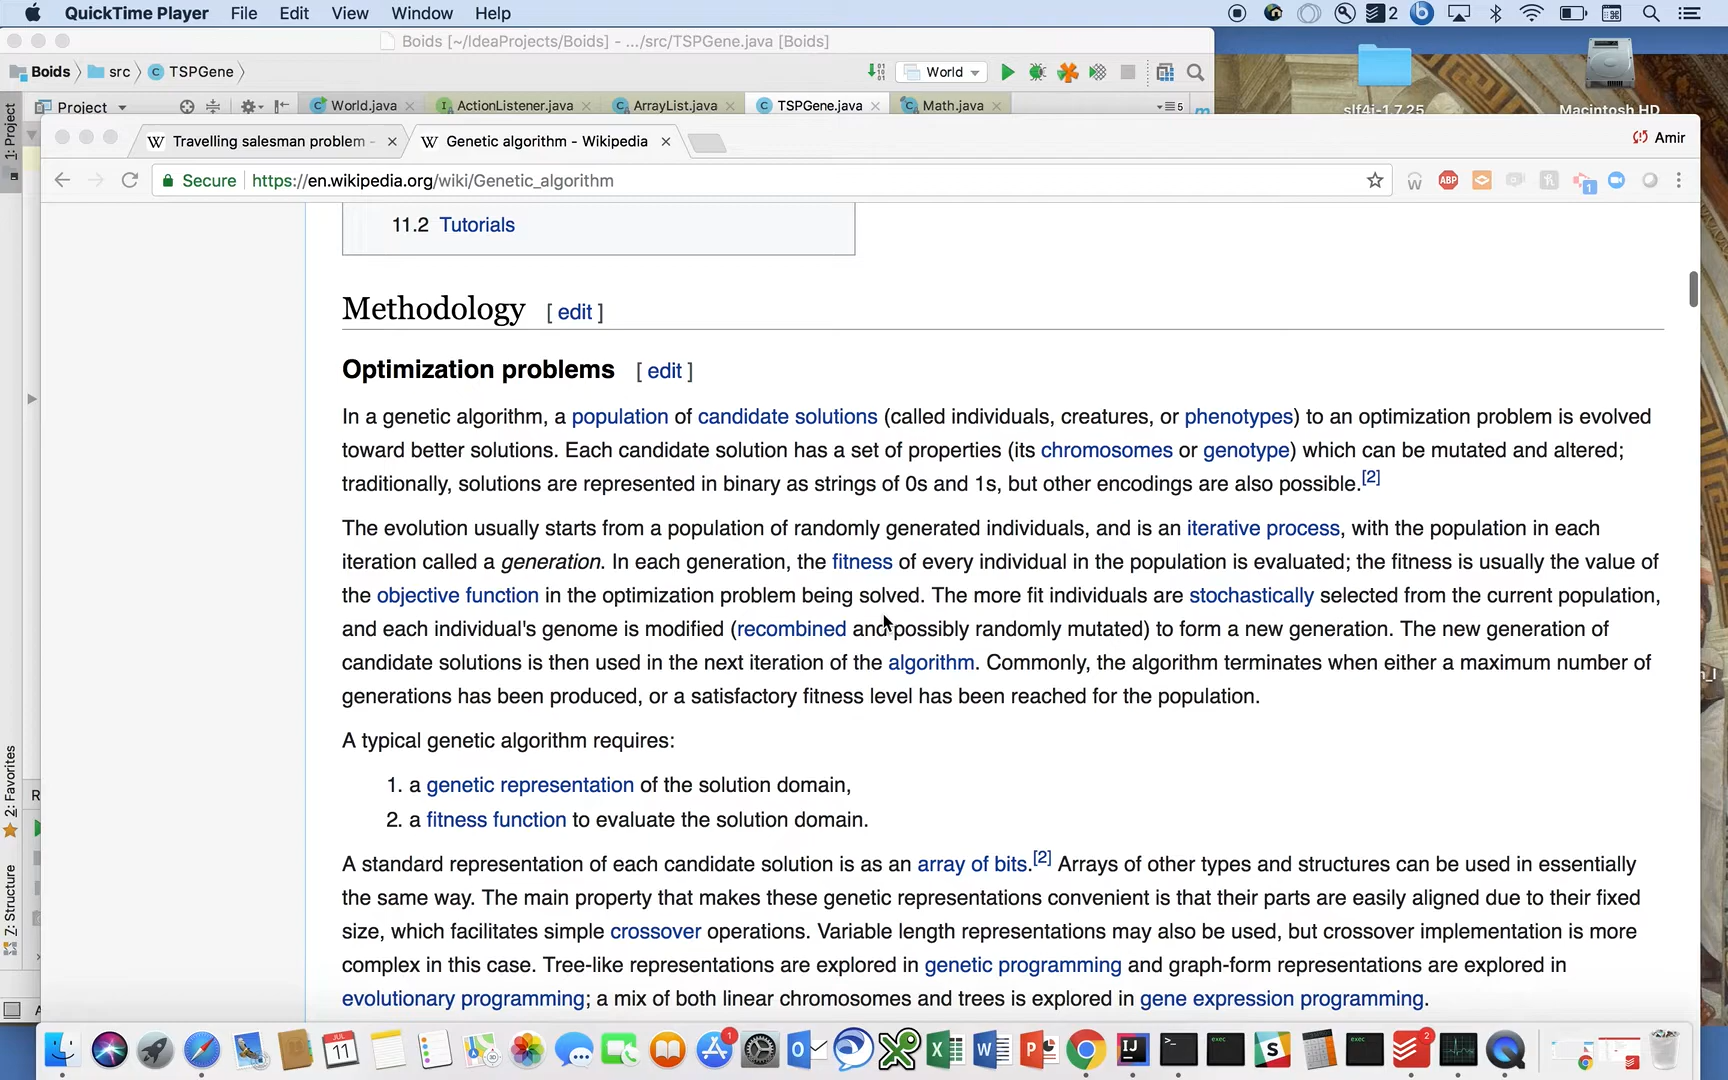 QuickTime Player File Edit View Window Help 2
Boids [~/IdeaProjects/Boids] - .../src/TSPGene.java [Boids]
Boids src TSPGene World
1: Project Project World.java ActionListener.java ArrayList.java TSPGene.java Math.java 5
slf4j-1.7.25 Macintosh HD
Travelling salesman problem - Genetic algorithm - Wikipedia Amir
Secure https://en.wikipedia.org/wiki/Genetic_algorithm ABP 1
11.2 Tutorials
Methodology [ edit ]
Optimization problems [ edit ]
In a genetic algorithm, a population of candidate solutions (called individuals, creatures, or phenotypes) to an optimization problem is evolved
toward better solutions. Each candidate solution has a set of properties (its chromosomes or genotype) which can be mutated and altered;
traditionally, solutions are represented in binary as strings of 0s and 1s, but other encodings are also possible.[2]
The evolution usually starts from a population of randomly generated individuals, and is an iterative process, with the population in each
iteration called a generation. In each generation, the fitness of every individual in the population is evaluated; the fitness is usually the value of
the objective function in the optimization problem being solved. The more fit individuals are stochastically selected from the current population,
and each individual's genome is modified (recombined and possibly randomly mutated) to form a new generation. The new generation of
candidate solutions is then used in the next iteration of the algorithm. Commonly, the algorithm terminates when either a maximum number of
generations has been produced, or a satisfactory fitness level has been reached for the population.
A typical genetic algorithm requires:
1. a genetic representation of the solution domain,
2. a fitness function to evaluate the solution domain.
A standard representation of each candidate solution is as an array of bits.[2] Arrays of other types and structures can be used in essentially
the same way. The main property that makes these genetic representations convenient is that their parts are easily aligned due to their fixed
size, which facilitates simple crossover operations. Variable length representations may also be used, but crossover implementation is more
complex in this case. Tree-like representations are explored in genetic programming and graph-form representations are explored in
evolutionary programming; a mix of both linear chromosomes and trees is explored in gene expression programming.
2: Favorites
Z: Structure
JUL
11
1
2
exec
exec